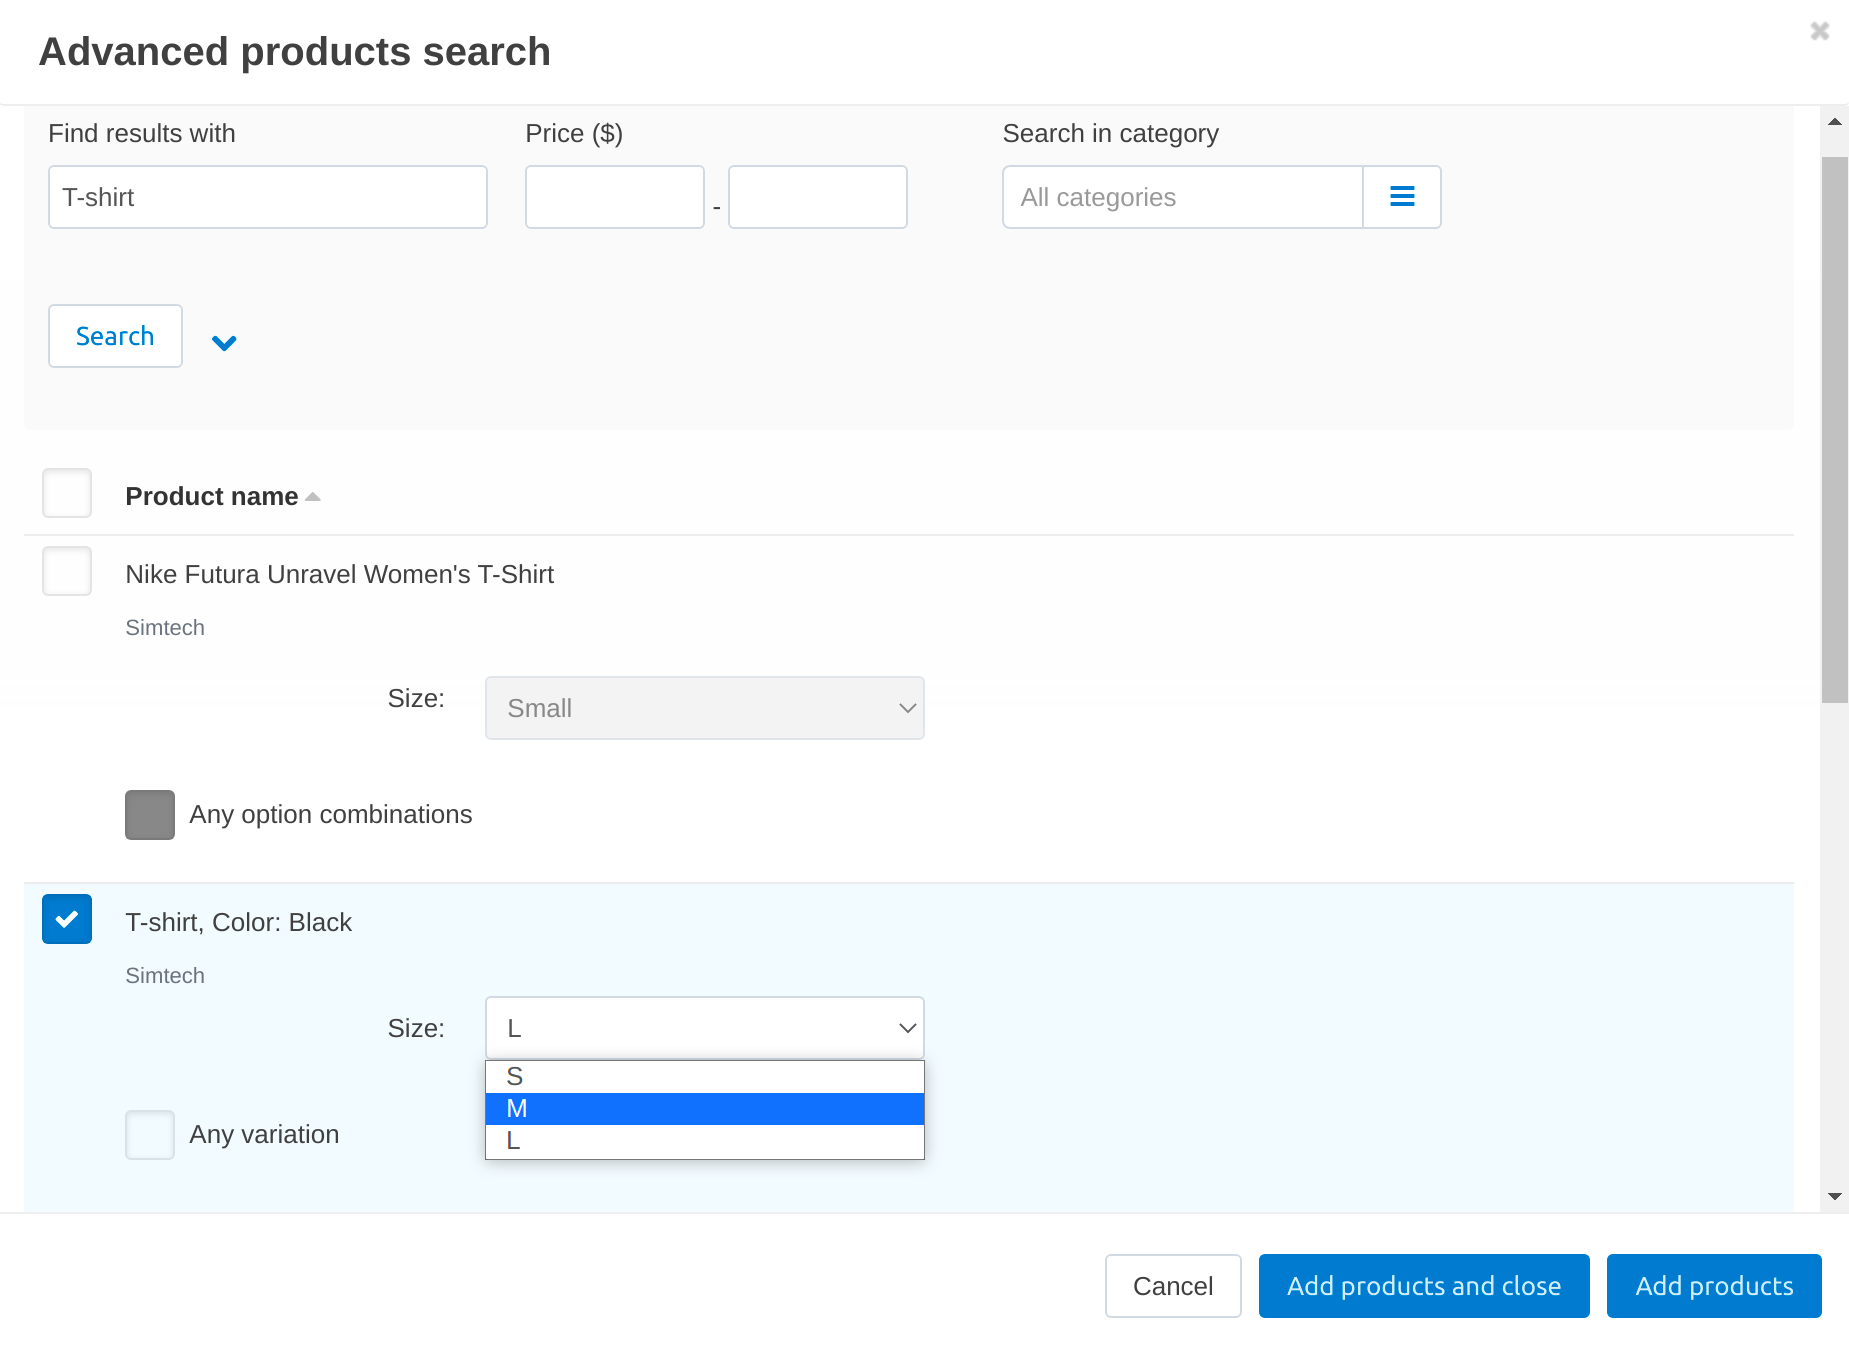 Advanced products search
Find results with
Price ($)
Search in category
T-shirt
-
All categories
Search
Product name
Nike Futura Unravel Women's T-Shirt
Simtech
Size:
Small
Any option combinations
T-shirt, Color: Black
Simtech
Size:
L
S
M
L
Any variation
Cancel
Add products and close
Add products